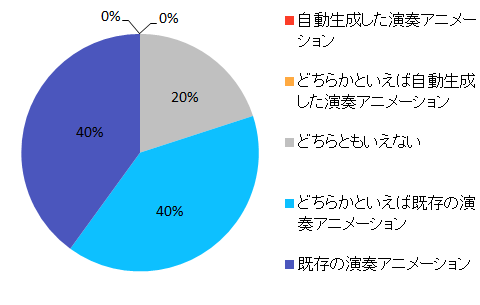 0%
0%
20%
40%
40%
自動生成した演奏アニメー
ション
どちらかといえば自動生成
した演奏アニメーション
どちらともいえない
どちらかといえば既存の演
奏アニメーション
既存の演奏アニメーション